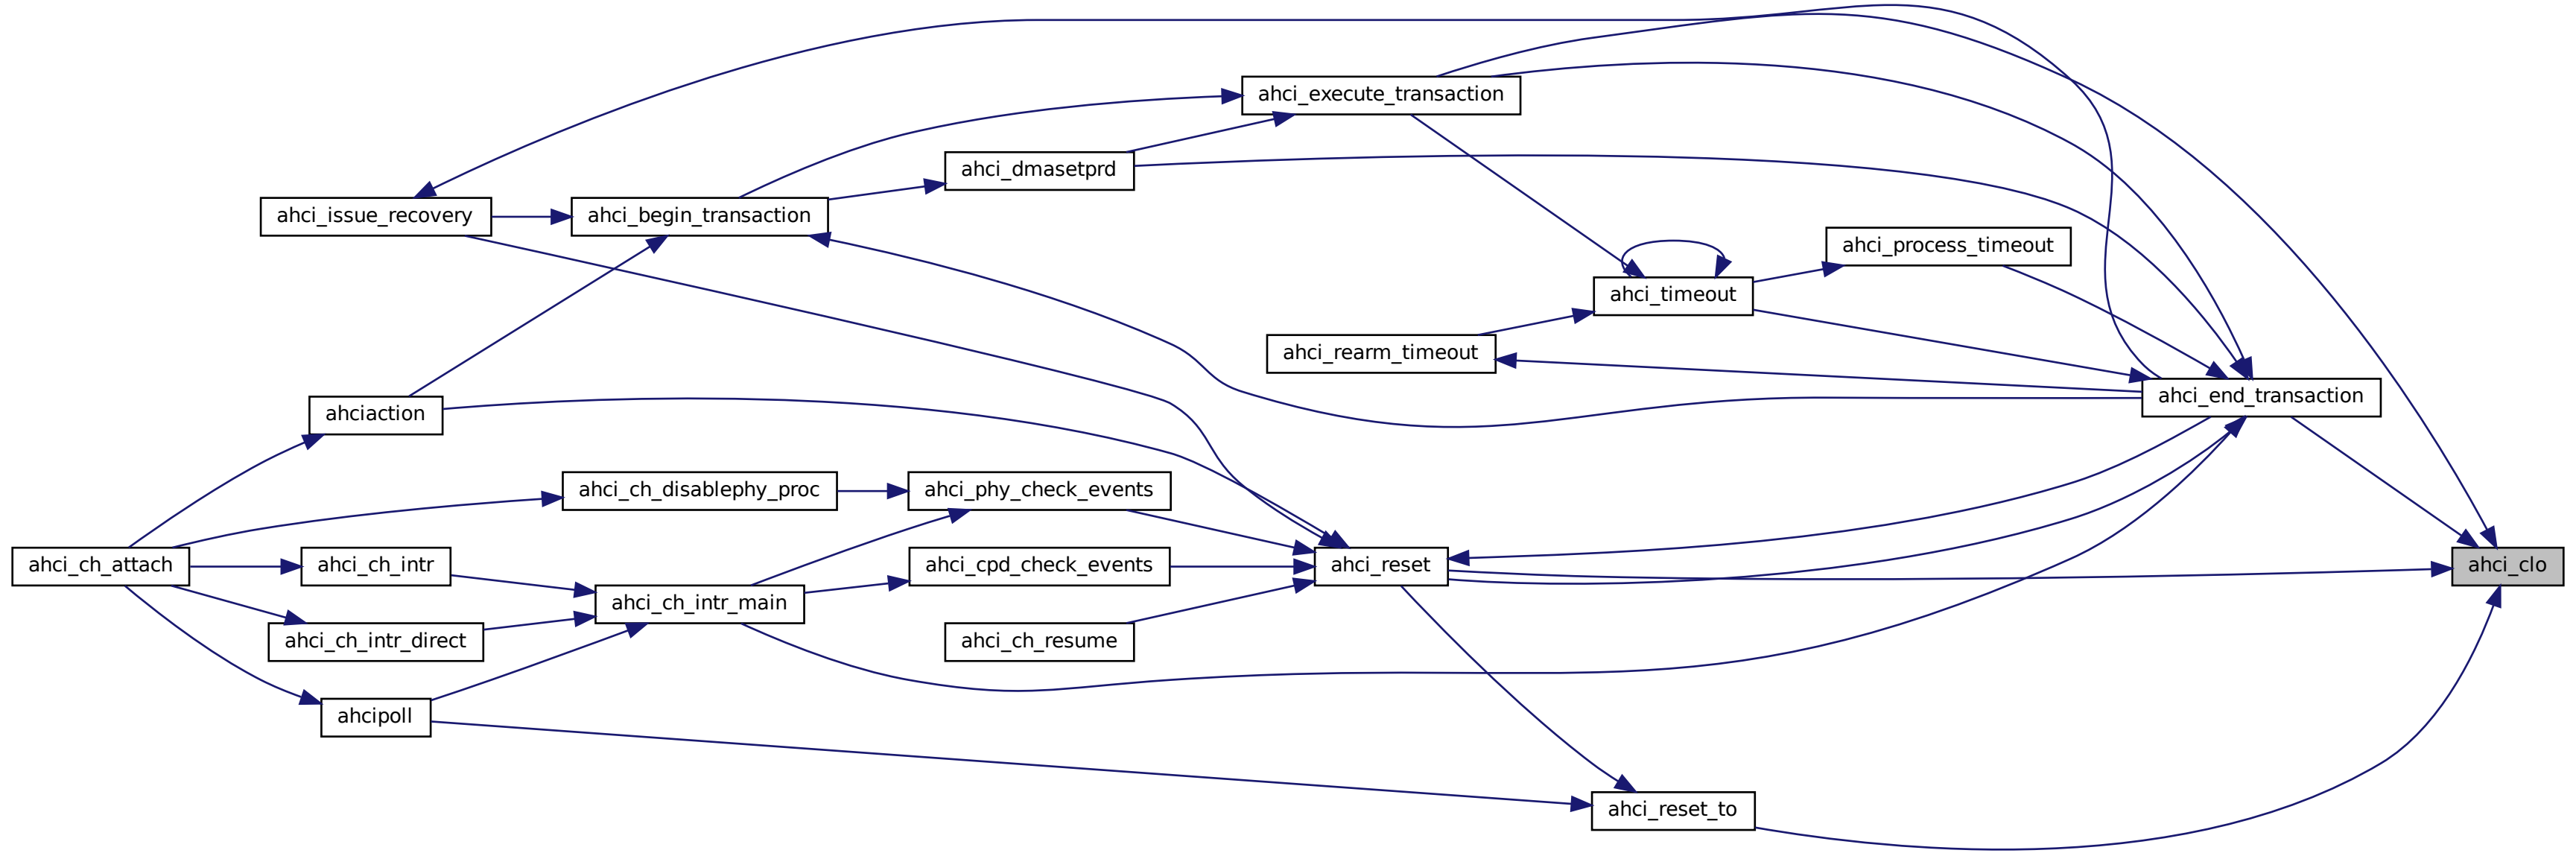 ahci_execute_transaction
ahci_dmasetprd
ahci_issue_recovery
ahci_begin_transaction
ahci_process_timeout
ahci_timeout
ahci_rearm_timeout
ahci_end_transaction
ahciaction
ahci_ch_disablephy_proc
ahci_phy_check_events
ahci_ch_attach
ahci_ch_intr
ahci_cpd_check_events
ahci_reset
ahci_clo
ahci_ch_intr_main
ahci_ch_intr_direct
ahci_ch_resume
ahcipoll
ahci_reset_to